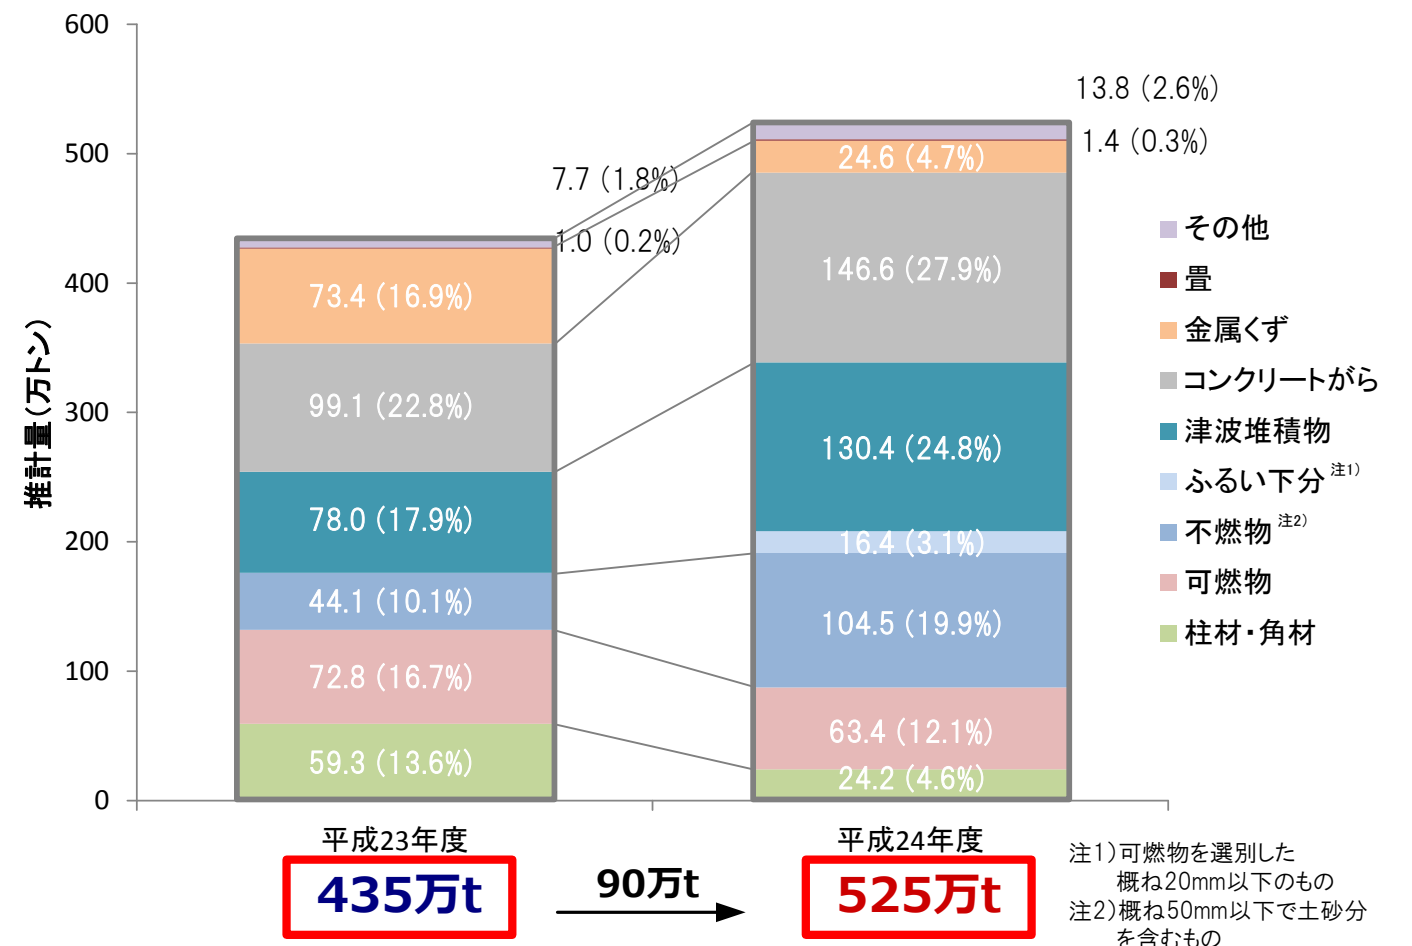 600
500
400
300
200
100
0
推計量(万トン)
7.7 (1.8%)
1.0 (0.2%)
73.4 (16.9%)
99.1 (22.8%)
78.0 (17.9%)
44.1 (10.1%)
72.8 (16.7%)
59.3 (13.6%)
13.8 (2.6%)
1.4 (0.3%)
24.6 (4.7%)
146.6 (27.9%)
130.4 (24.8%)
16.4 (3.1%)
104.5 (19.9%)
63.4 (12.1%)
24.2 (4.6%)
その他
畳
金属くず
コンクリートがら
津波堆積物
ふるい下分 注1)
不燃物 注2)
可燃物
柱材・角材
平成23年度
平成24年度
435万t
90万t
525万t
注1)可燃物を選別した
概ね20mm以下のもの
注2)概ね50mm以下で土砂分
を含むもの